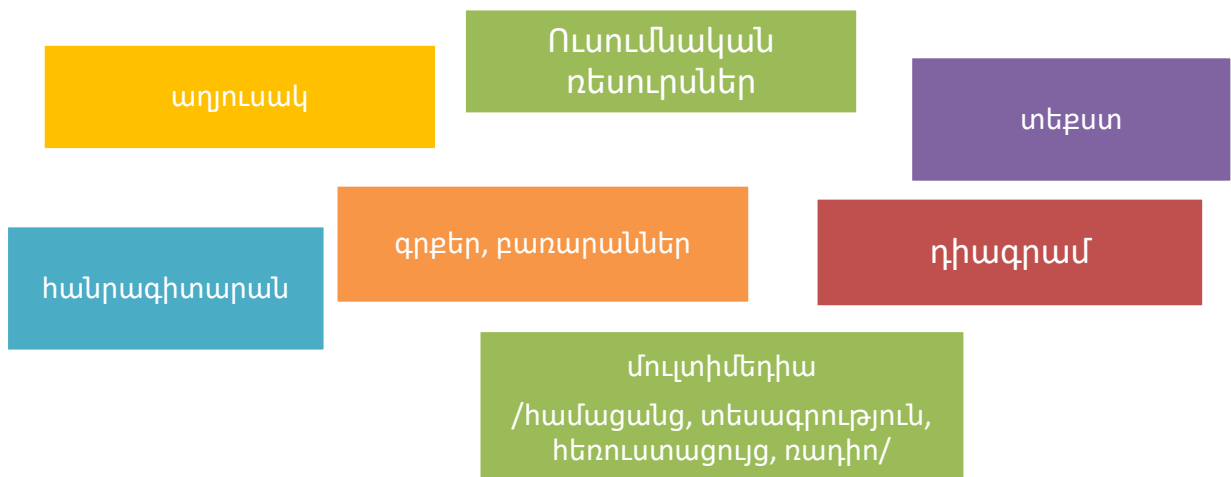 Ուսումնական
ռեսուրսներ
աղյուսակ
տեքստ
գրքեր, բառարաններ
դիագրամ
հանրագիտարան
մուլտիմեդիա
/համացանց, տեսագրություն,
հեռուստացույց, ռադիո/